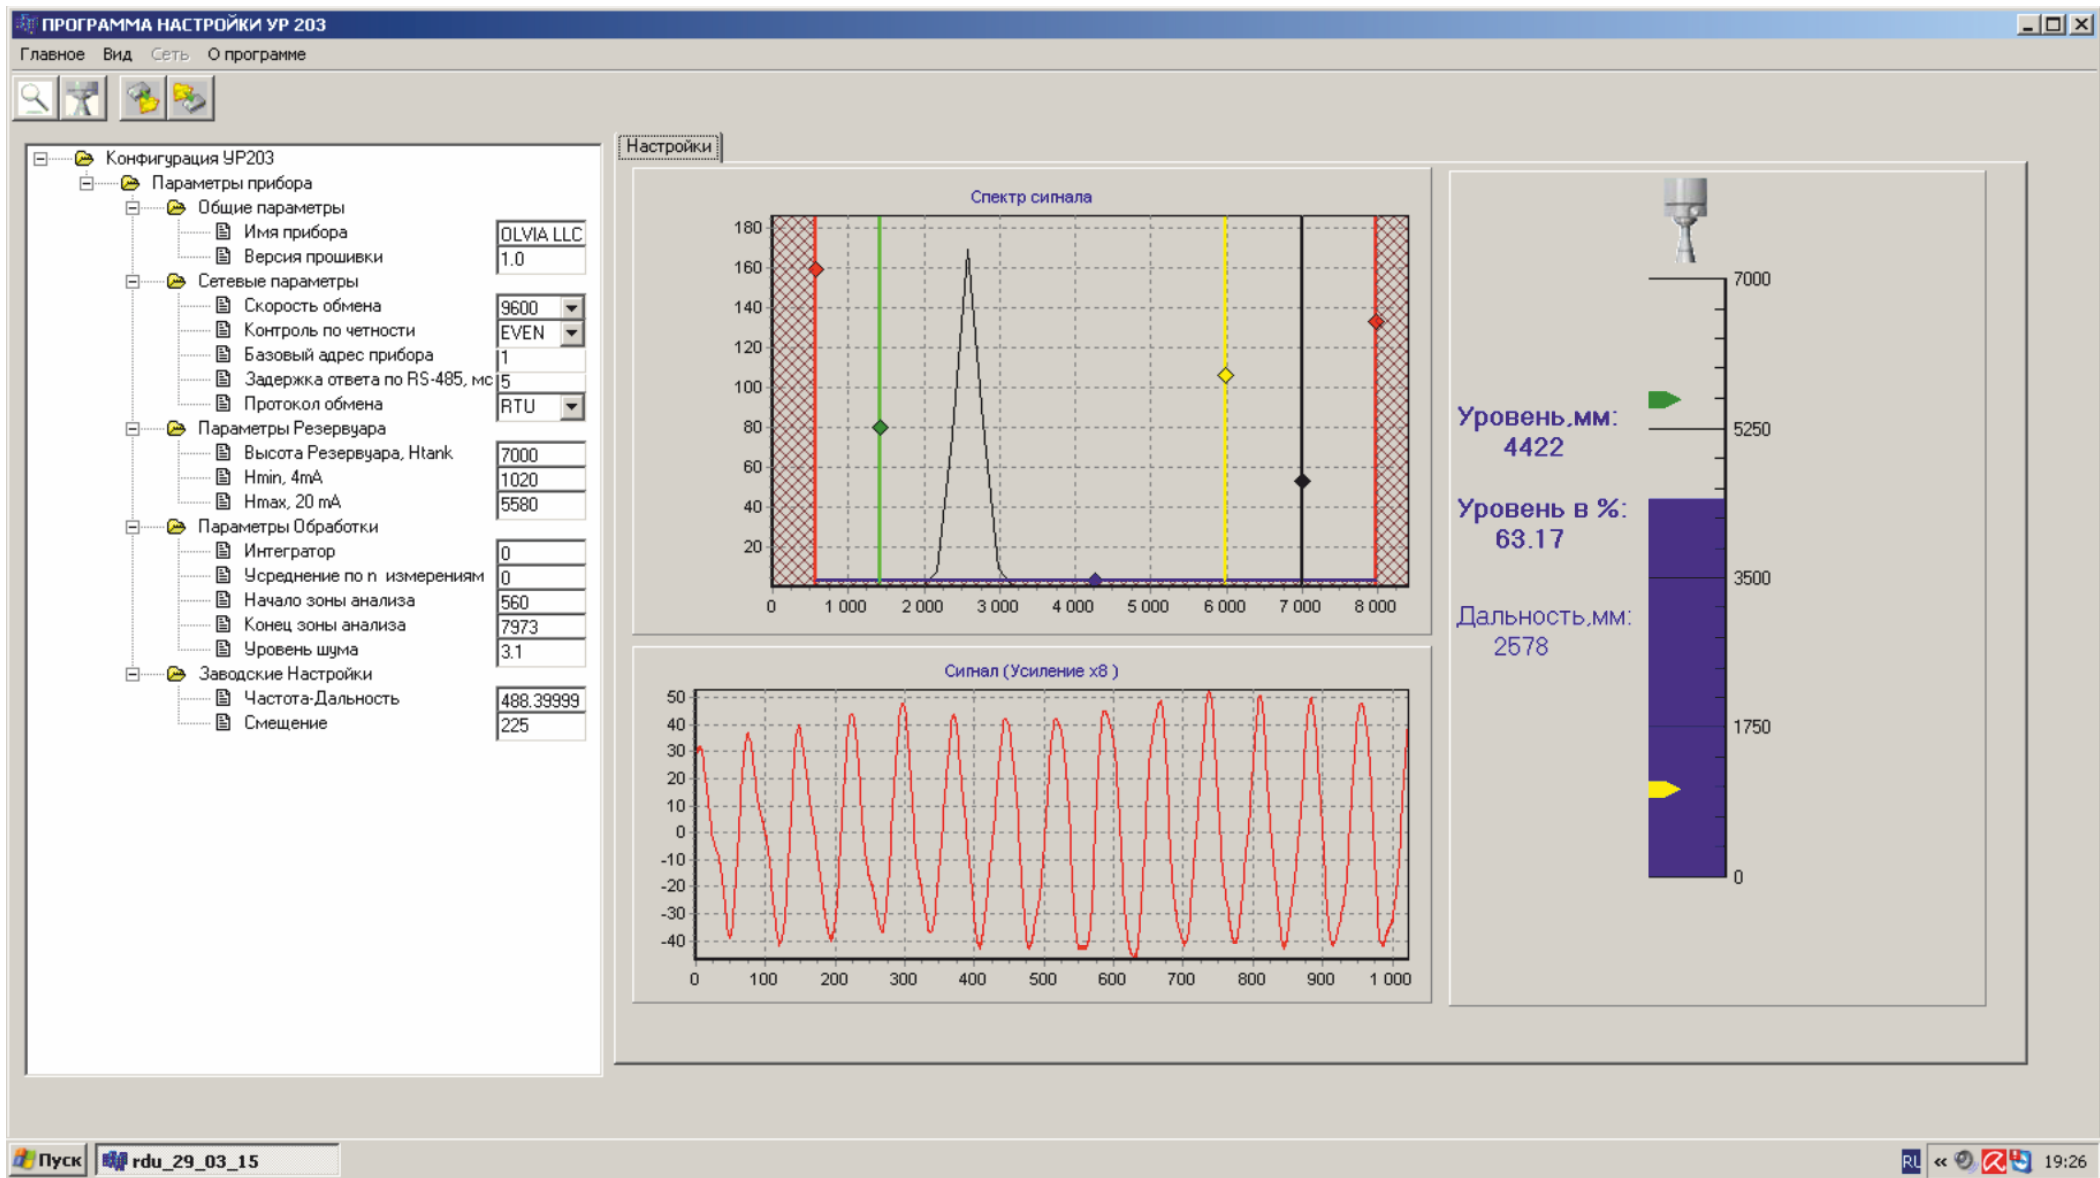 ПРОГРАММА НАСТРОЙКИ УР 203
Главное Вид Сеть О программе
Конфигурация УР203
Параметры прибора
Общие параметры
Имя прибора OLVIA LLC
Версия прошивки 1.0
Сетевые параметры
Скорость обмена 9600
Контроль по четности EVEN
Базовый адрес прибора 1
Задержка ответа по RS-485, мс 5
Протокол обмена RTU
Параметры Резервуара
Высота Резервуара, Htank 7000
Hmin, 4mA 1020
Hmax, 20 mA 5580
Параметры Обработки
Интегратор 0
Усреднение по n измерениям 0
Начало зоны анализа 560
Конец зоны анализа 7973
Уровень шума 3.1
Заводские Настройки
Частота-Дальность 488.39999
Смещение 225
Настройки
Спектр сигнала
180
160
140
120
100
80
60
40
20
0 1 000 2 000 3 000 4 000 5 000 6 000 7 000 8 000
Сигнал (Усиление x8 )
50
40
30
20
10
0
-10
-20
-30
-40
0 100 200 300 400 500 600 700 800 900 1 000
Уровень,мм:
4422
Уровень в %:
63.17
Дальность,мм:
2578
7000
5250
3500
1750
0
Пуск rdu_29_03_15 RU « 19:26